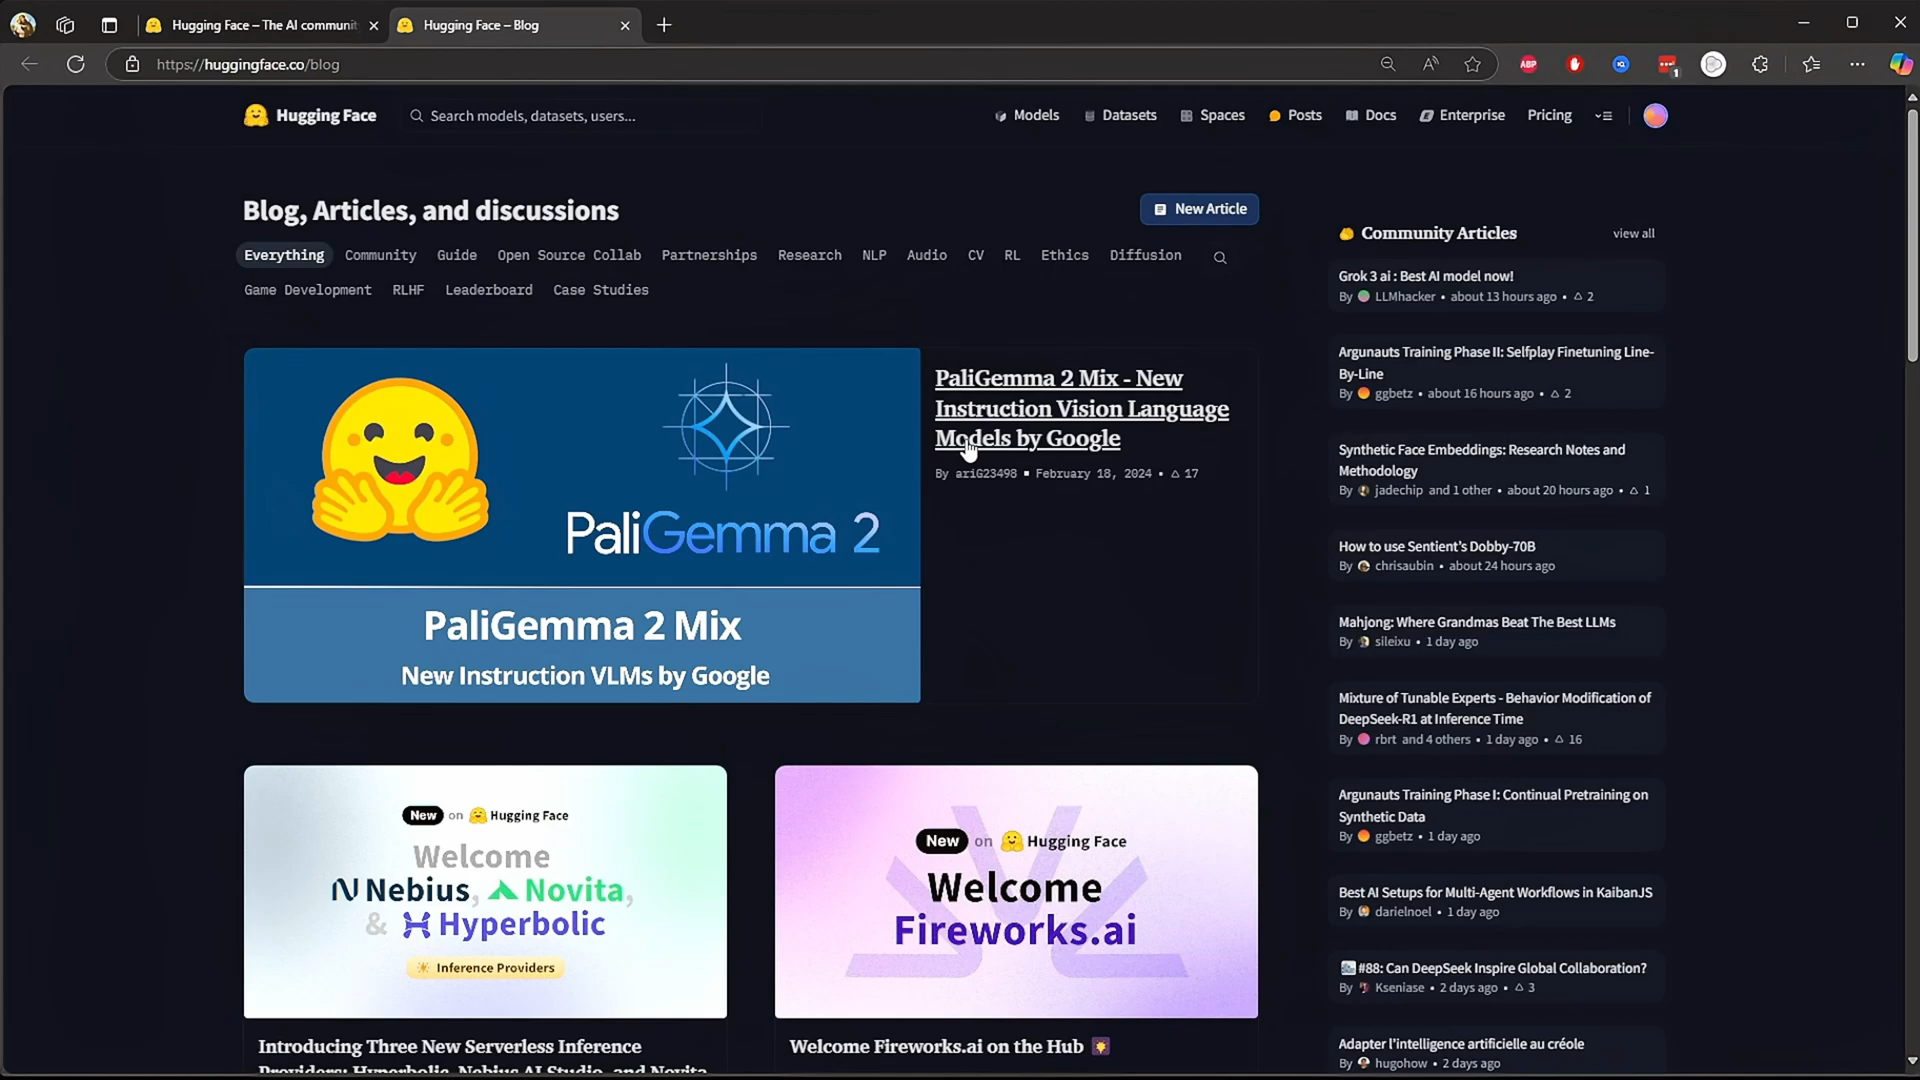 Hugging Face – The AI communit
Hugging Face – Blog
https://huggingface.co/blog
ABP
1
Hugging Face
Search models, datasets, users...
Models
Datasets
Spaces
Posts
Docs
Enterprise
Pricing
Blog, Articles, and discussions
New Article
Everything
Community
Guide
Open Source Collab
Partnerships
Research
NLP
Audio
CV
RL
Ethics
Diffusion
Game Development
RLHF
Leaderboard
Case Studies
PaliGemma 2
PaliGemma 2 Mix
New Instruction VLMs by Google
PaliGemma 2 Mix - New
Instruction Vision Language
Models by Google
By ariG23498 • February 18, 2024 • 17
New on Hugging Face
Welcome
Nebius, Novita,
& Hyperbolic
Inference Providers
Introducing Three New Serverless Inference
Providers: Hyperbolic, Nebius AI Studio, and Novita
New on Hugging Face
Welcome
Fireworks.ai
Welcome Fireworks.ai on the Hub
Community Articles
view all
Grok 3 ai : Best AI model now!
By LLMhacker • about 13 hours ago • 2
Argunauts Training Phase II: Selfplay Finetuning Line-
By-Line
By ggbetz • about 16 hours ago • 2
Synthetic Face Embeddings: Research Notes and
Methodology
By jadechip and 1 other • about 20 hours ago • 1
How to use Sentient's Dobby-70B
By chrisaubin • about 24 hours ago
Mahjong: Where Grandmas Beat The Best LLMs
By sileixu • 1 day ago
Mixture of Tunable Experts - Behavior Modification of
DeepSeek-R1 at Inference Time
By rbrt and 4 others • 1 day ago • 16
Argunauts Training Phase I: Continual Pretraining on
Synthetic Data
By ggbetz • 1 day ago
Best AI Setups for Multi-Agent Workflows in KaibanJS
By darielnoel • 1 day ago
#88: Can DeepSeek Inspire Global Collaboration?
By Kseniase • 2 days ago • 3
Adapter l'intelligence artificielle au créole
By hugohow • 2 days ago